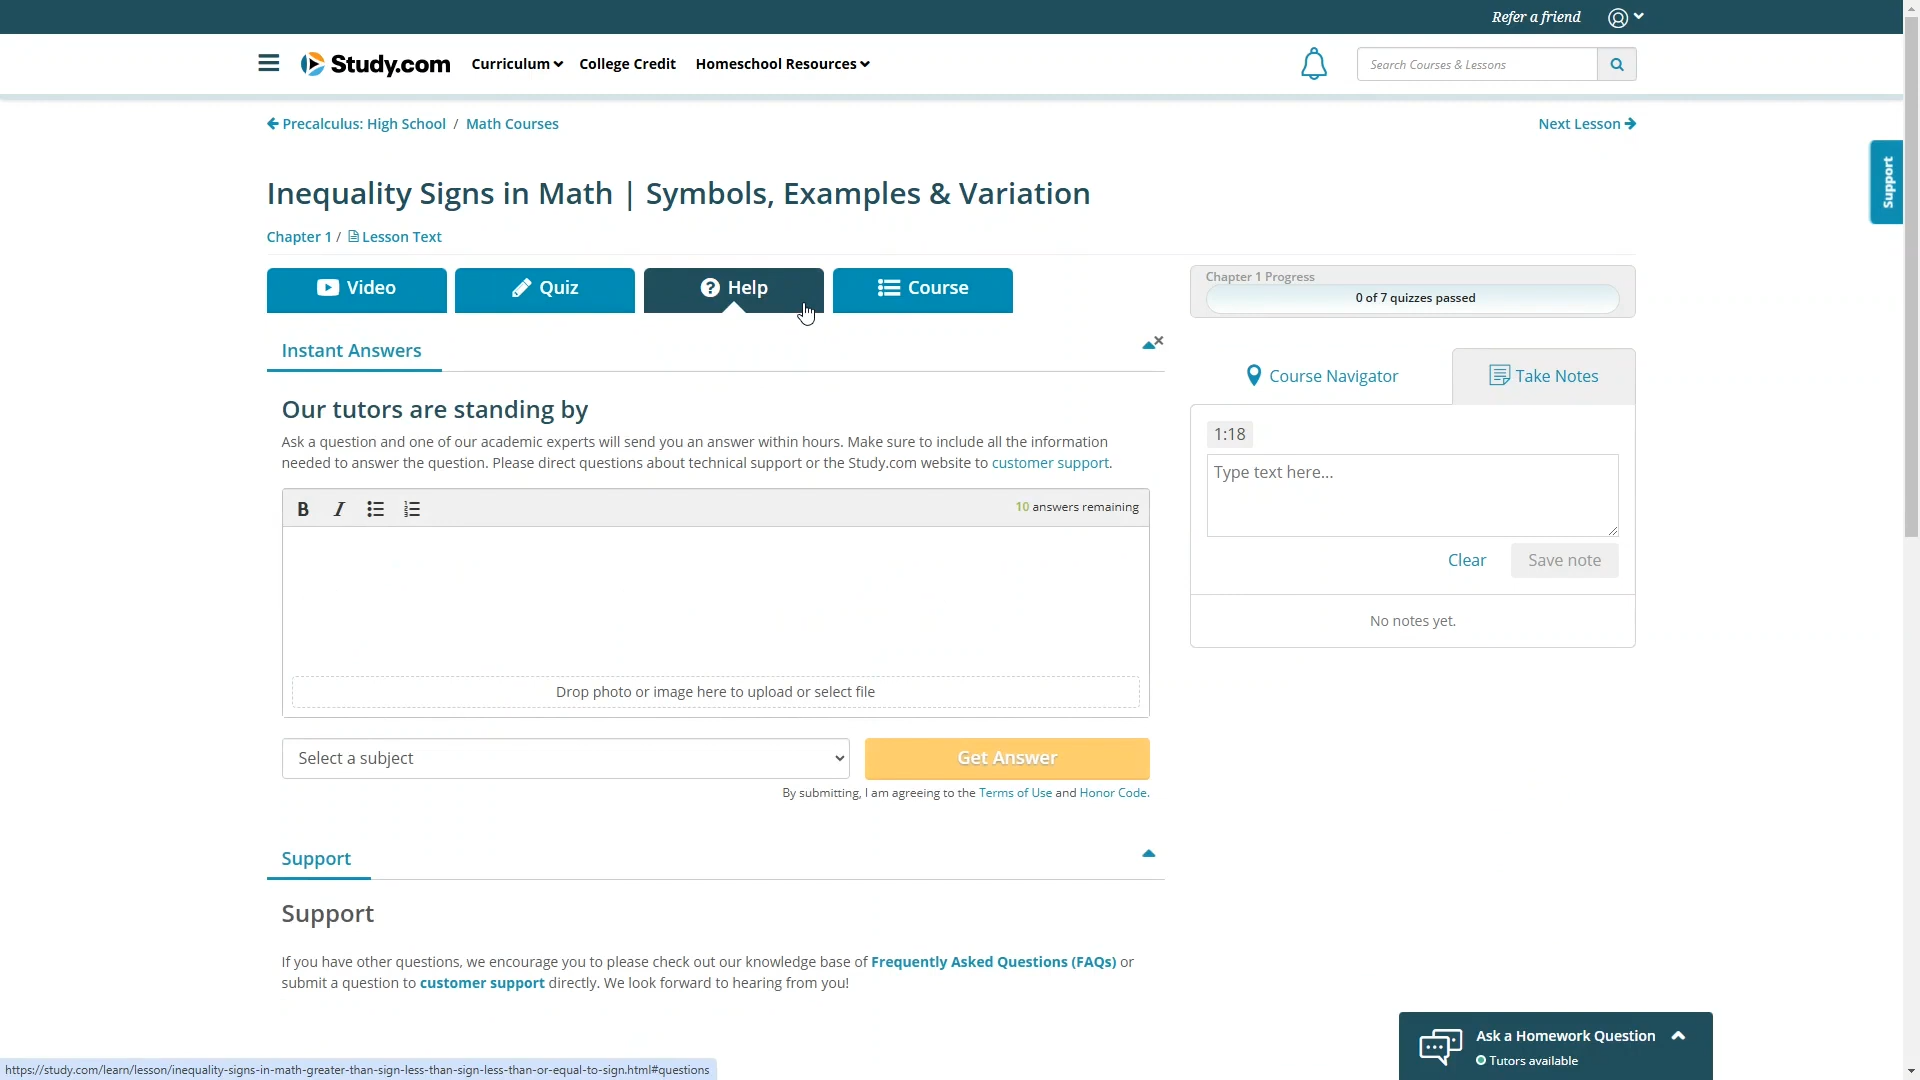 Refer a friend
Study.com Curriculum College Credit Homeschool Resources Search Courses & Lessons
Precalculus: High School / Math Courses Next Lesson
Support
Inequality Signs in Math | Symbols, Examples & Variation
Chapter 1 / Lesson Text
Video Quiz Help Course
Chapter 1 Progress
0 of 7 quizzes passed
Instant Answers
Course Navigator Take Notes
Our tutors are standing by
Ask a question and one of our academic experts will send you an answer within hours. Make sure to include all the information
needed to answer the question. Please direct questions about technical support or the Study.com website to customer support.
1:18
Type text here...
B I 10 answers remaining
Clear Save note
No notes yet.
Drop photo or image here to upload or select file
Select a subject Get Answer
By submitting, I am agreeing to the Terms of Use and Honor Code.
Support
Support
If you have other questions, we encourage you to please check out our knowledge base of Frequently Asked Questions (FAQs) or
submit a question to customer support directly. We look forward to hearing from you!
Ask a Homework Question
Tutors available
https://study.com/learn/lesson/inequality-signs-in-math-greater-than-sign-less-than-sign-less-than-or-equal-to-sign.html#questions